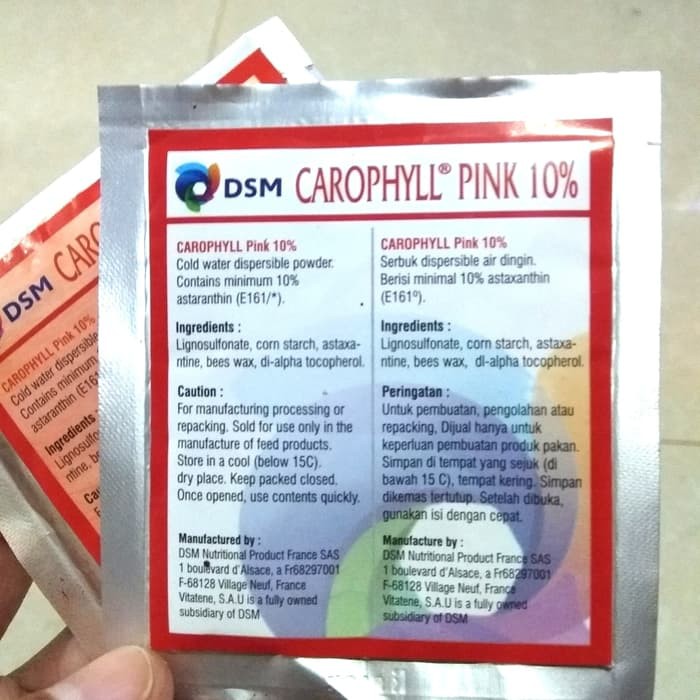 DSM CAROPHYLL® PINK 10%
CAROPHYLL Pink 10%
Cold water dispersible powder.
Contains minimum 10%
astaranthin (E161/*).
Ingredients :
Lignosulfonate, corn starch, astaxa-
ntine, bees wax, di-alpha tocopherol.
Caution :
For manufacturing processing or
repacking. Sold for use only in the
manufacture of feed products.
Store in a cool (below 15C).
dry place. Keep packed closed.
Once opened, use contents quickly.
Manufactured by :
DSM Nutritional Product France SAS
1 boulevard d'Alsace, a Fr68297001
F-68128 Village Neuf, France
Vitatene, S.A.U is a fully owned
subsidiary of DSM
CAROPHYLL Pink 10%
Serbuk dispersible air dingin.
Berisi minimal 10% astaxanthin
(E161º).
Ingredients :
Lignosulfonate, corn starch, astaxa-
ntine, bees wax, di-alpha tocopherol.
Peringatan :
Untuk pembuatan, pengolahan atau
repacking, Dijual hanya untuk
keperluan pembuatan produk pakan.
Simpan di tempat yang sejuk (di
bawah 15 C), tempat kering. Simpan
dikemas tertutup. Setelah dibuka,
gunakan isi dengan cepat.
Manufacture by :
DSM Nutritional Product France SAS
1 boulevard d'Alsace, a Fr68297001
F-68128 Village Neuf, France
Vitatene, S.A.U is a fully owned
subsidiary of DSM
DSM CARO
CAROPHYLL Pink 10%
Cold water dispersible
Contains minimum
astaranthin (E16
Ingredients
Lignosulfo
ntine, be